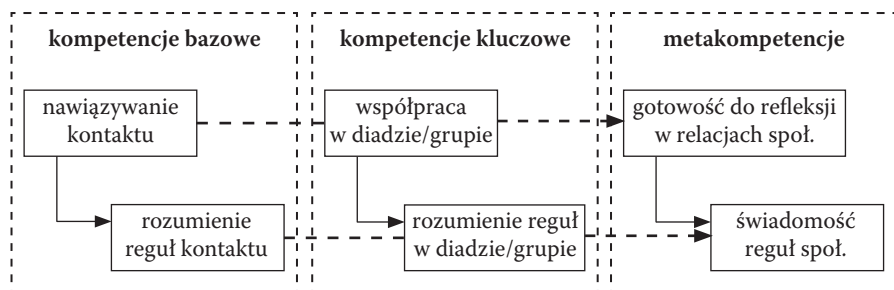 kompetencje bazowe
kompetencje kluczowe
metakompetencje
nawiązywanie
kontaktu
współpraca
w diadzie/grupie
gotowość do refleksji
w relacjach społ.
rozumienie
reguł kontaktu
rozumienie reguł
w diadzie/grupie
świadomość
reguł społ.